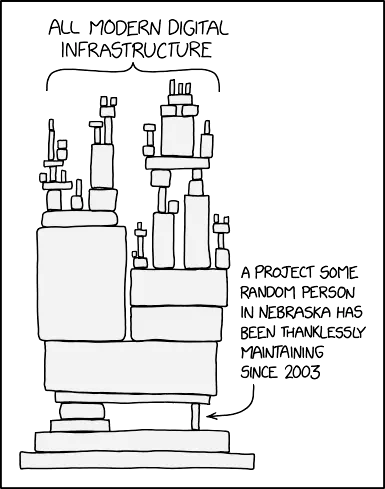 ALL MODERN DIGITAL
INFRASTRUCTURE
A PROJECT SOME
RANDOM PERSON
IN NEBRASKA HAS
BEEN THANKLESSLY
MAINTAINING
SINCE 2003